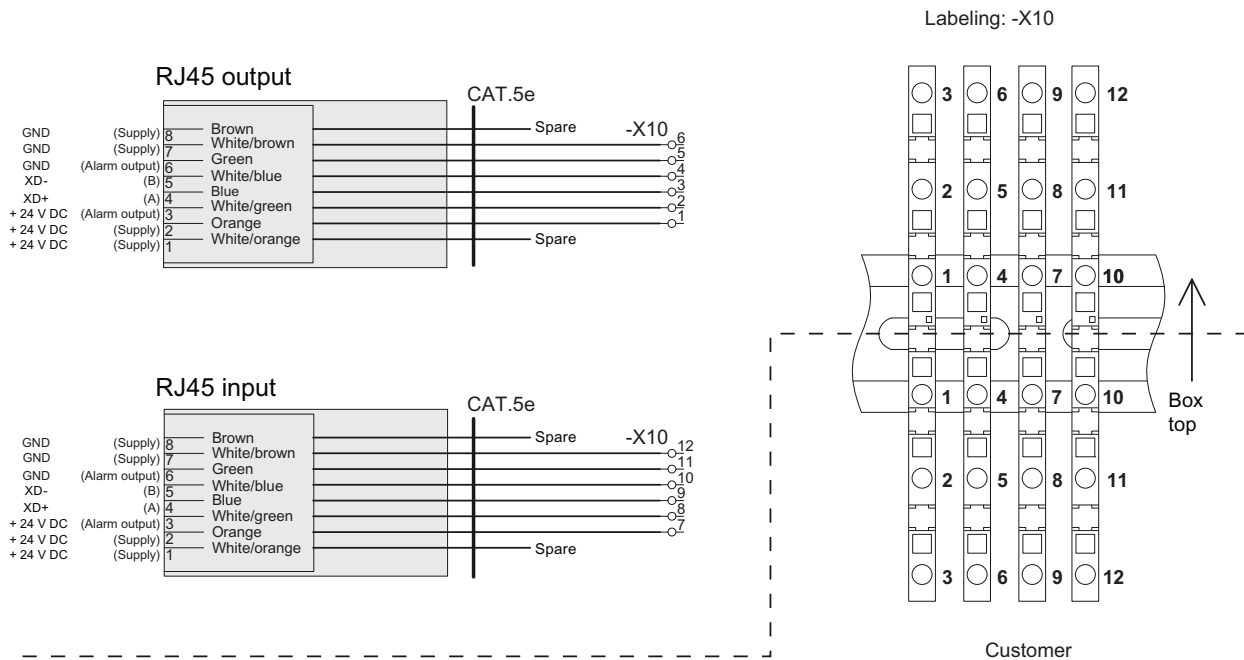 Labeling: -X10
RJ45 output
CAT.5e
GND (Supply) 8 Brown Spare -X10
GND (Supply) 7 White/brown 6
GND (Alarm output) 6 Green 5
XD- (B) 5 White/blue 4
XD+ (A) 4 Blue 3
+ 24 V DC (Alarm output) 3 White/green 2
+ 24 V DC (Supply) 2 Orange 1
+ 24 V DC (Supply) 1 White/orange Spare
RJ45 input
CAT.5e
GND (Supply) 8 Brown Spare -X10
GND (Supply) 7 White/brown 12
GND (Alarm output) 6 Green 11
XD- (B) 5 White/blue 10
XD+ (A) 4 Blue 9
+ 24 V DC (Alarm output) 3 White/green 8
+ 24 V DC (Supply) 2 Orange 7
+ 24 V DC (Supply) 1 White/orange Spare
3 6 9 12
2 5 8 11
1 4 7 10
1 4 7 10
Box
top
2 5 8 11
3 6 9 12
Customer